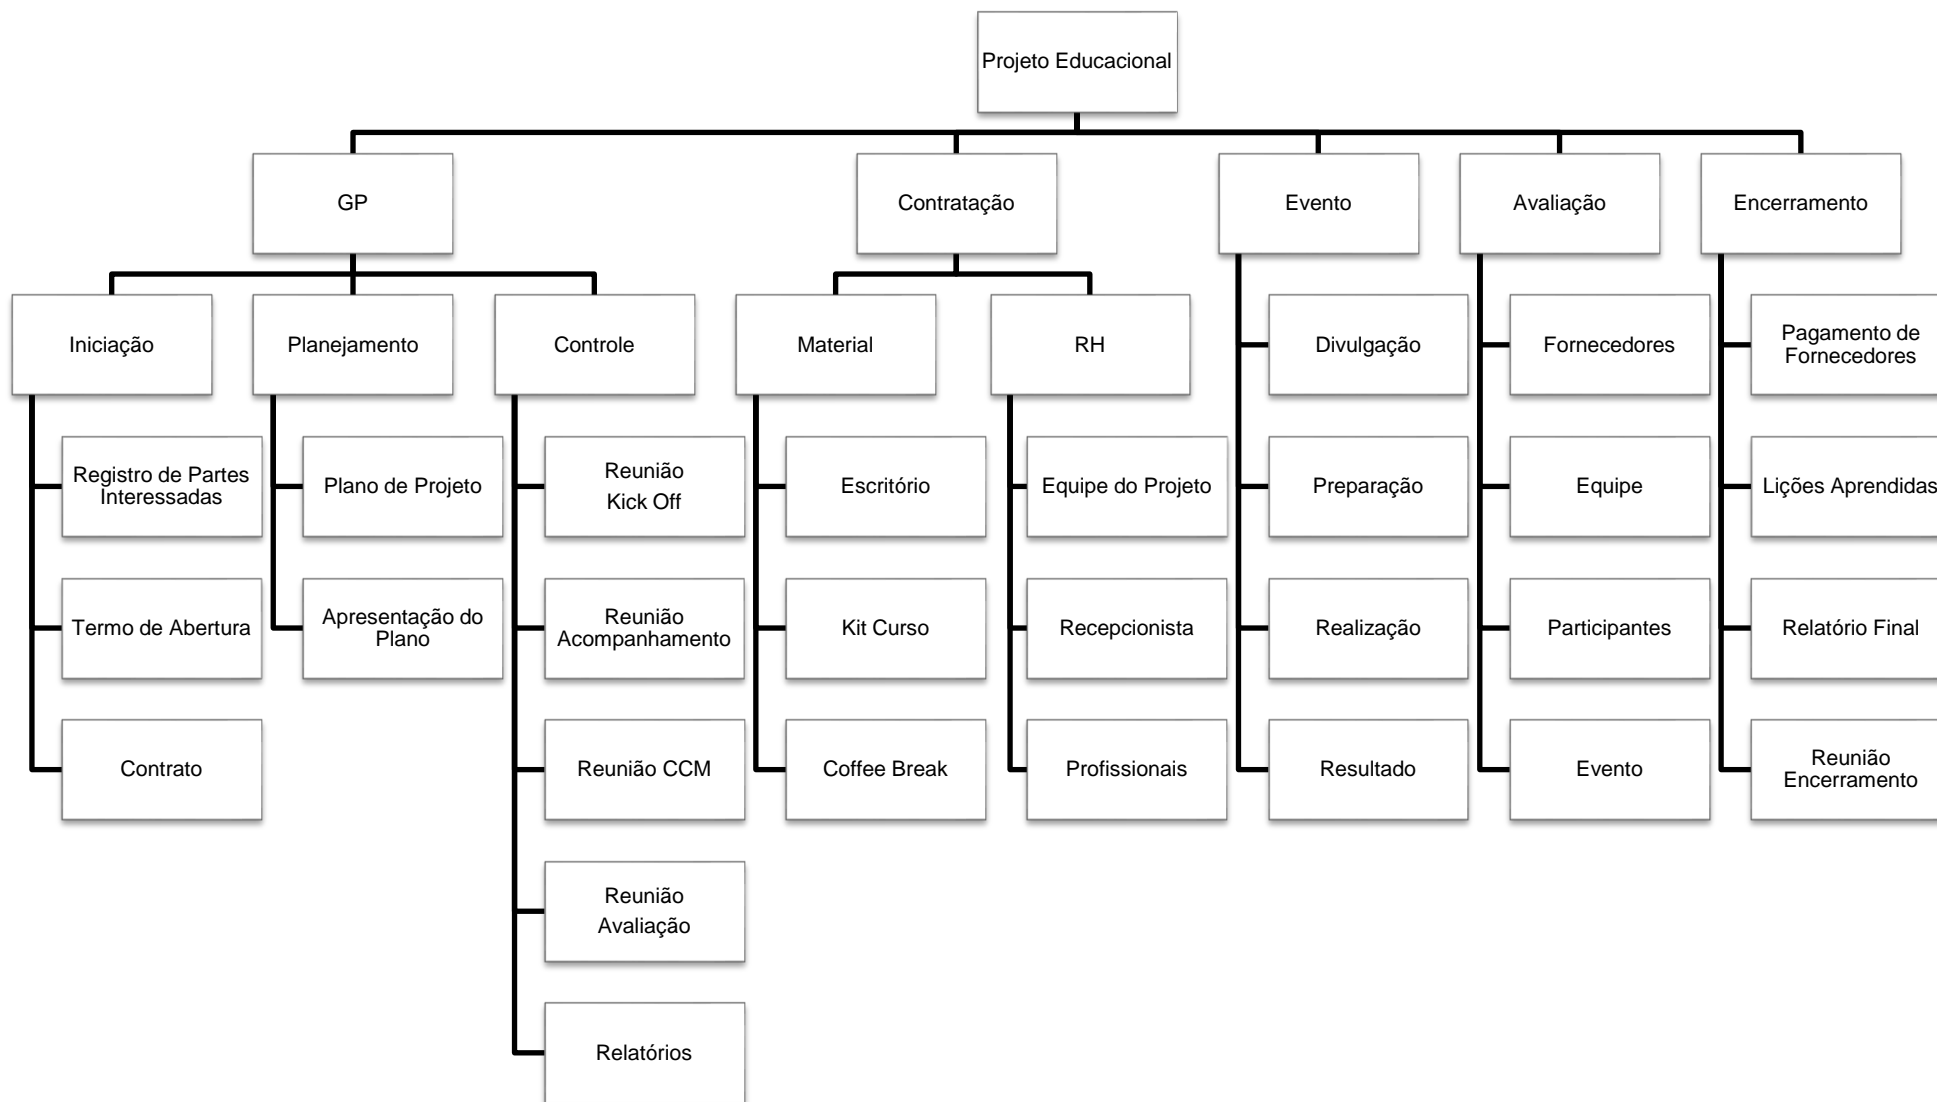 Projeto Educacional
GP
Contratação
Evento
Avaliação
Encerramento
Iniciação
Planejamento
Controle
Material
RH
Divulgação
Fornecedores
Pagamento de
Fornecedores
Registro de Partes
Interessadas
Plano de Projeto
Reunião
Kick Off
Escritório
Equipe do Projeto
Preparação
Equipe
Lições Aprendidas
Termo de Abertura
Apresentação do
Plano
Reunião
Acompanhamento
Kit Curso
Recepcionista
Realização
Participantes
Relatório Final
Contrato
Reunião CCM
Coffee Break
Profissionais
Resultado
Evento
Reunião
Encerramento
Reunião
Avaliação
Relatórios